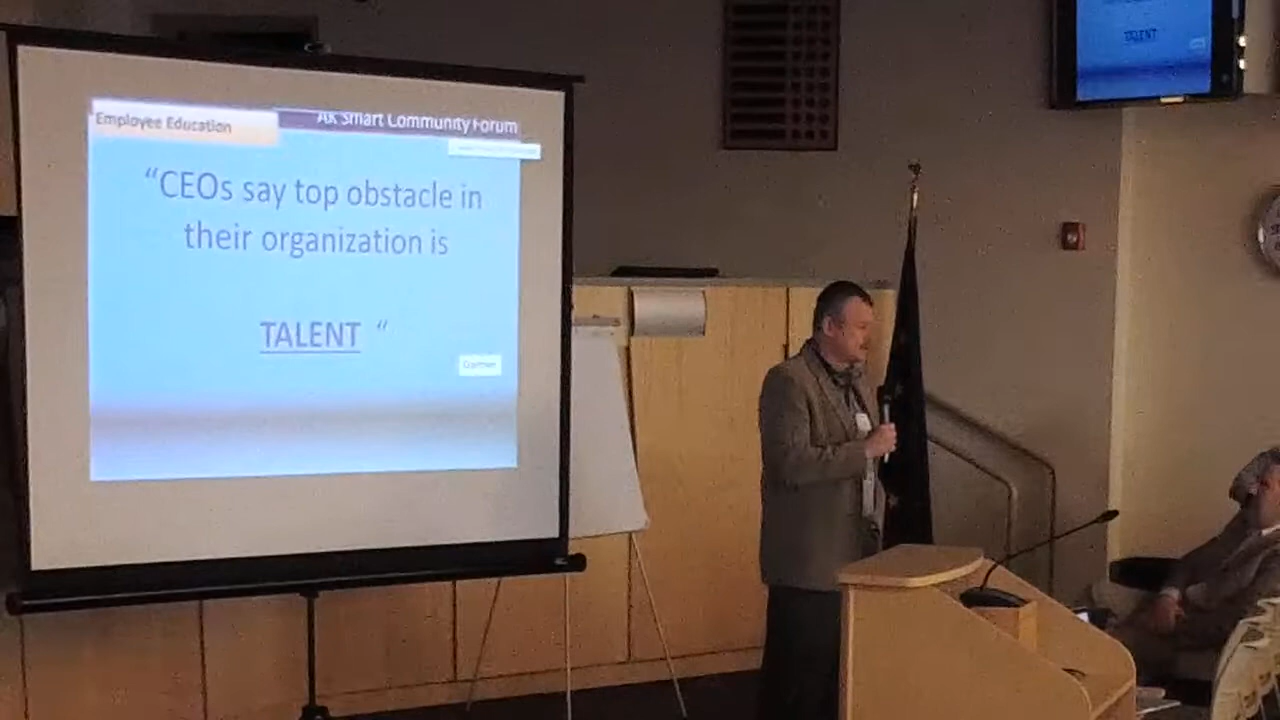 Employee Education
AK Smart Community Forum
“CEOs say top obstacle in
their organization is
TALENT “
Gartner
TALENT